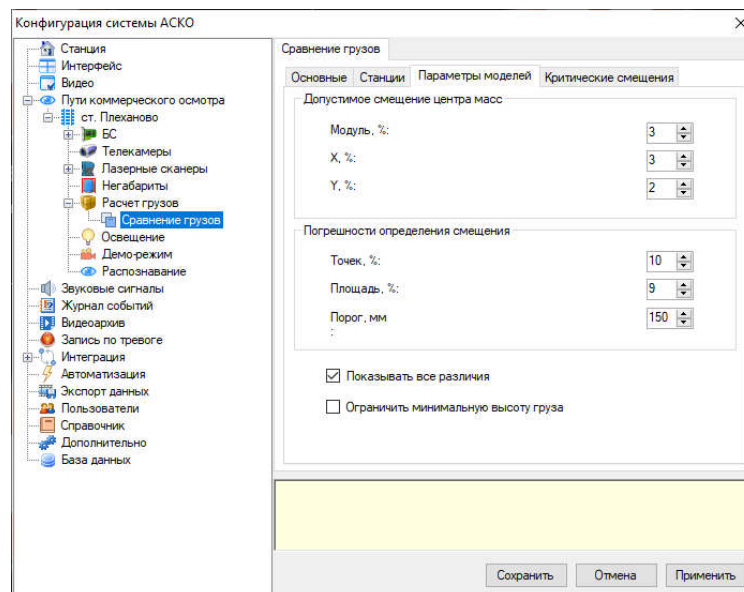 Конфигурация системы АСКО
Станция
Интерфейс
Видео
Пути коммерческого осмотра
ст. Плеханово
БС
Телекамеры
Лазерные сканеры
Негабариты
Расчет грузов
Сравнение грузов
Освещение
Демо-режим
Распознавание
Звуковые сигналы
Журнал событий
Видеоархив
Запись по тревоге
Интеграция
Автоматизация
Экспорт данных
Пользователи
Справочник
Дополнительно
База данных
Сравнение грузов
Основные Станции Параметры моделей Критические смещения
Допустимое смещение центра масс
Модуль, %: 3
X, %: 3
Y, %: 2
Погрешности определения смещения
Точек, %: 10
Площадь, %: 9
Порог, мм 150
:
Показывать все различия
Ограничить минимальную высоту груза
Сохранить Отмена Применить